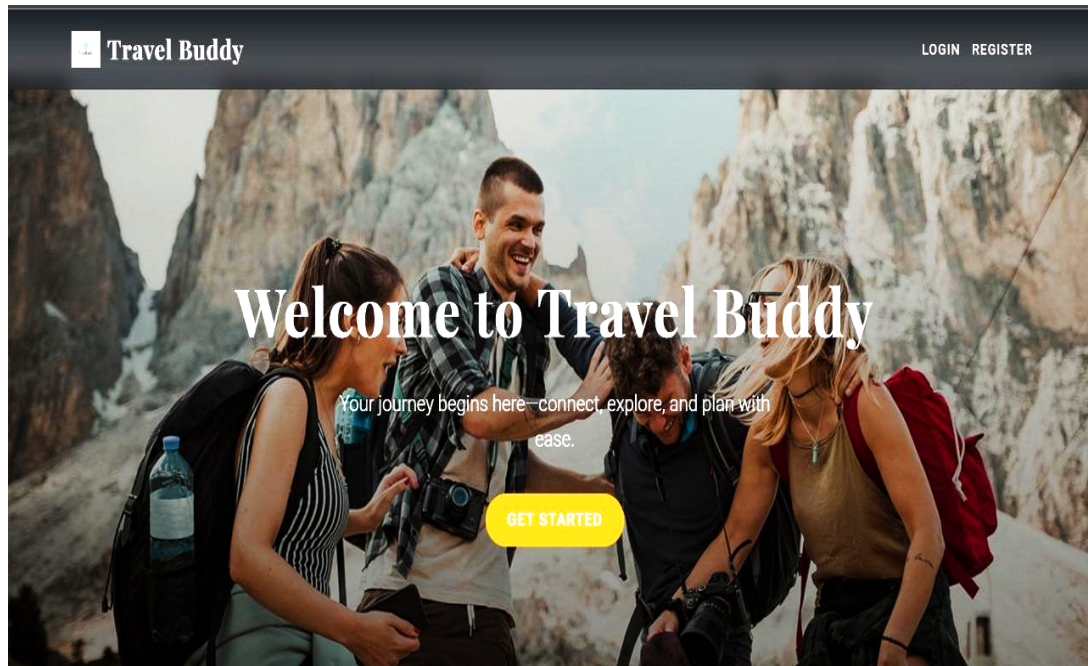 Travel Buddy
LOGIN REGISTER
Welcome to Travel Buddy
Your journey begins here—connect, explore, and plan with
ease.
GET STARTED